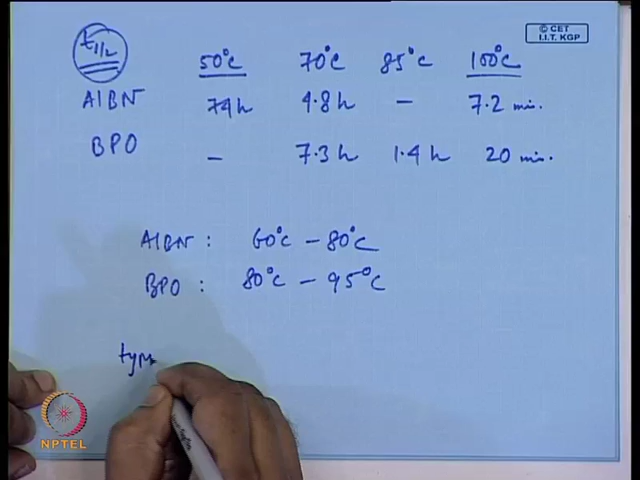 © CET
I.I.T. KGP
t1/2 50°C 70°C 85°C 100°C
AIBN 74h 4.8h - 7.2 min.
BPO - 7.3h 1.4h 20 min.
AIBN : 60°C - 80°C
BPO : 80°C - 95°C
typ
NPTEL